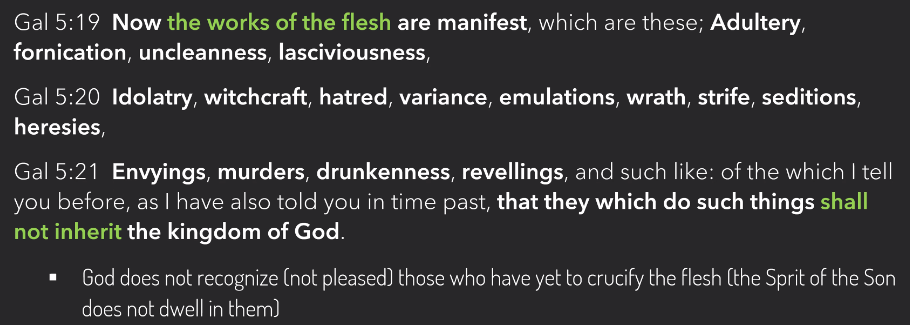 Gal 5:19 Now the works of the flesh are manifest, which are these; Adultery,
fornication, uncleanness, lasciviousness,
Gal 5:20 Idolatry, witchcraft, hatred, variance, emulations, wrath, strife, seditions,
heresies,
Gal 5:21 Envyings, murders, drunkenness, revellings, and such like: of the which I tell
you before, as I have also told you in time past, that they which do such things shall
not inherit the kingdom of God.
▪ God does not recognize (not pleased) those who have yet to crucify the flesh (the Sprit of the Son
does not dwell in them)